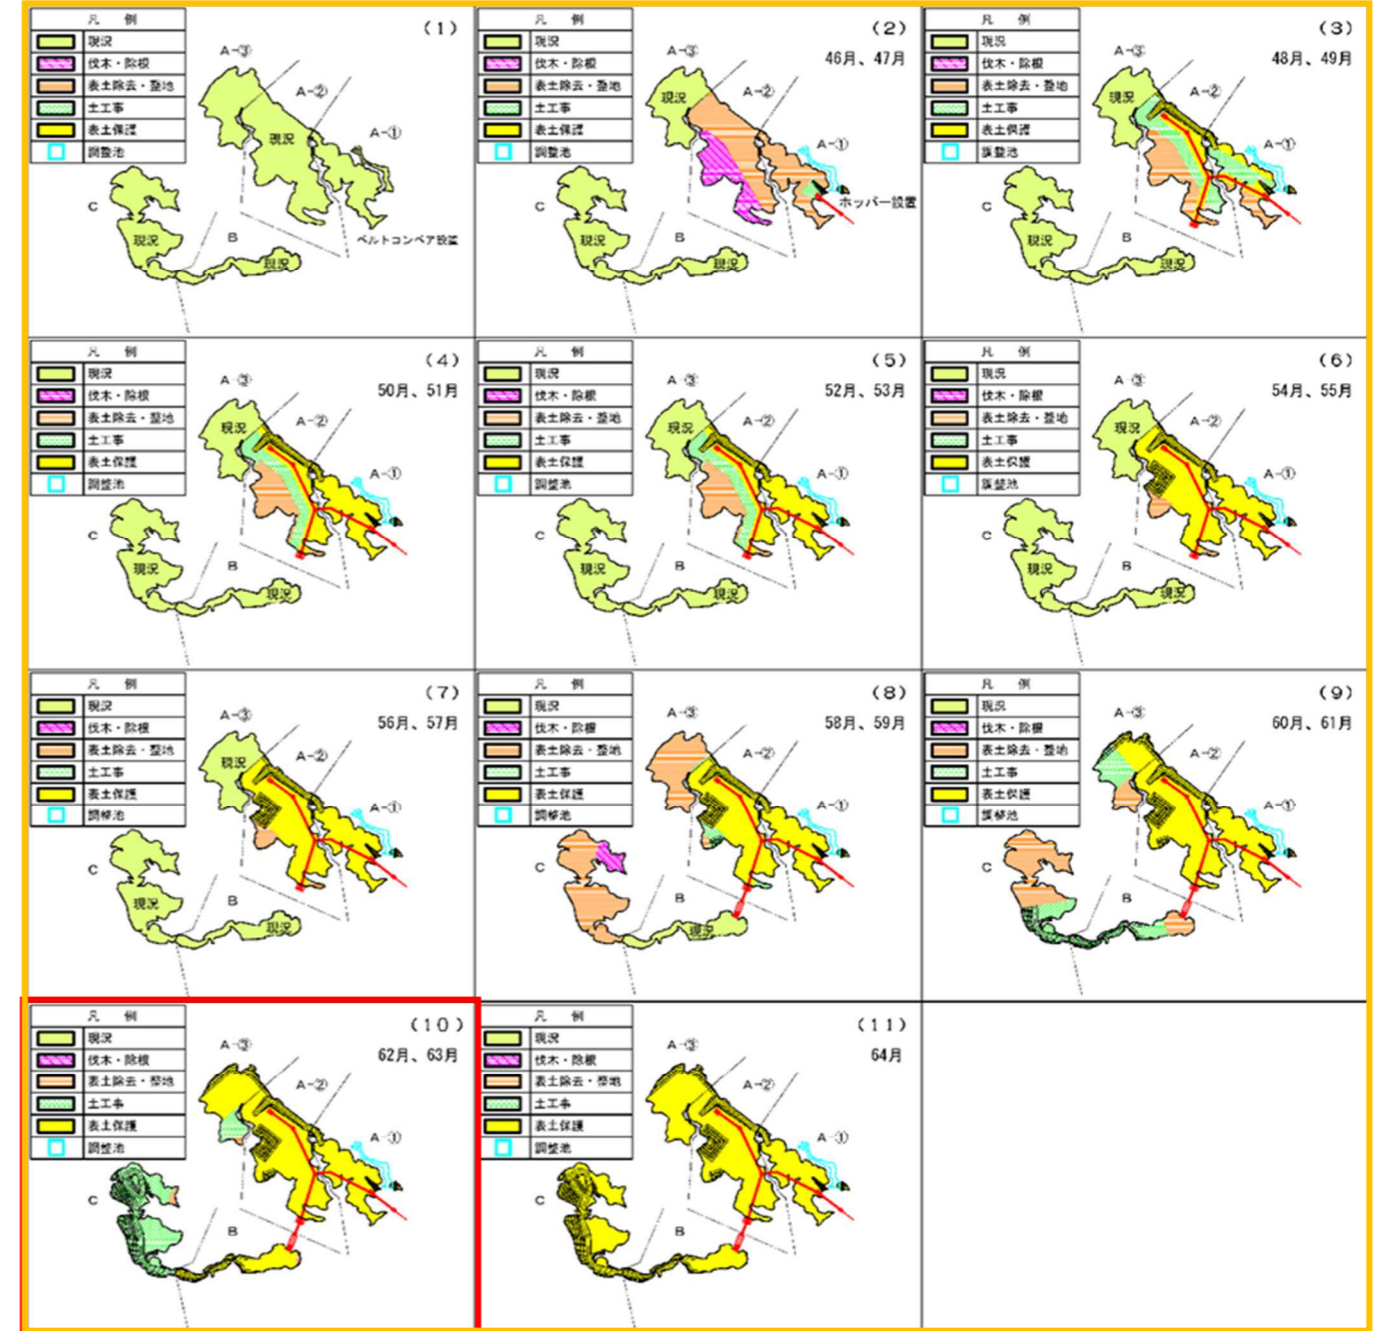 凡 例
(1)
現況
伐木・除根
表土除去・整地
土工事
表土保護
調整池
A-③
A-②
A-①
現況
C
現況
B
現況
ベルトコンベア設置
凡 例
(2)
46月、47月
現況
伐木・除根
表土除去・整地
土工事
表土保護
調整池
A-③
A-②
A-①
現況
ホッパー設置
C
現況
B
現況
凡 例
(3)
48月、49月
現況
伐木・除根
表土除去・整地
土工事
表土保護
調整池
A-③
A-②
A-①
現況
C
現況
B
現況
凡 例
(4)
50月、51月
現況
伐木・除根
表土除去・整地
土工事
表土保護
調整池
A-③
A-②
A-①
現況
C
現況
B
現況
凡 例
(5)
52月、53月
現況
伐木・除根
表土除去・整地
土工事
表土保護
調整池
A-③
A-②
A-①
現況
C
現況
B
現況
凡 例
(6)
54月、55月
現況
伐木・除根
表土除去・整地
土工事
表土保護
調整池
A-③
A-②
A-①
現況
C
現況
B
現況
凡 例
(7)
56月、57月
現況
伐木・除根
表土除去・整地
土工事
表土保護
調整池
A-③
A-②
A-①
現況
C
現況
B
現況
凡 例
(8)
58月、59月
現況
伐木・除根
表土除去・整地
土工事
表土保護
調整池
A-③
A-②
A-①
C
B
現況
凡 例
(9)
60月、61月
現況
伐木・除根
表土除去・整地
土工事
表土保護
調整池
A-③
A-②
A-①
C
B
凡 例
(10)
62月、63月
現況
伐木・除根
表土除去・整地
土工事
表土保護
調整池
A-③
A-②
A-①
C
B
凡 例
(11)
64月
現況
伐木・除根
表土除去・整地
土工事
表土保護
調整池
A-③
A-②
A-①
C
B